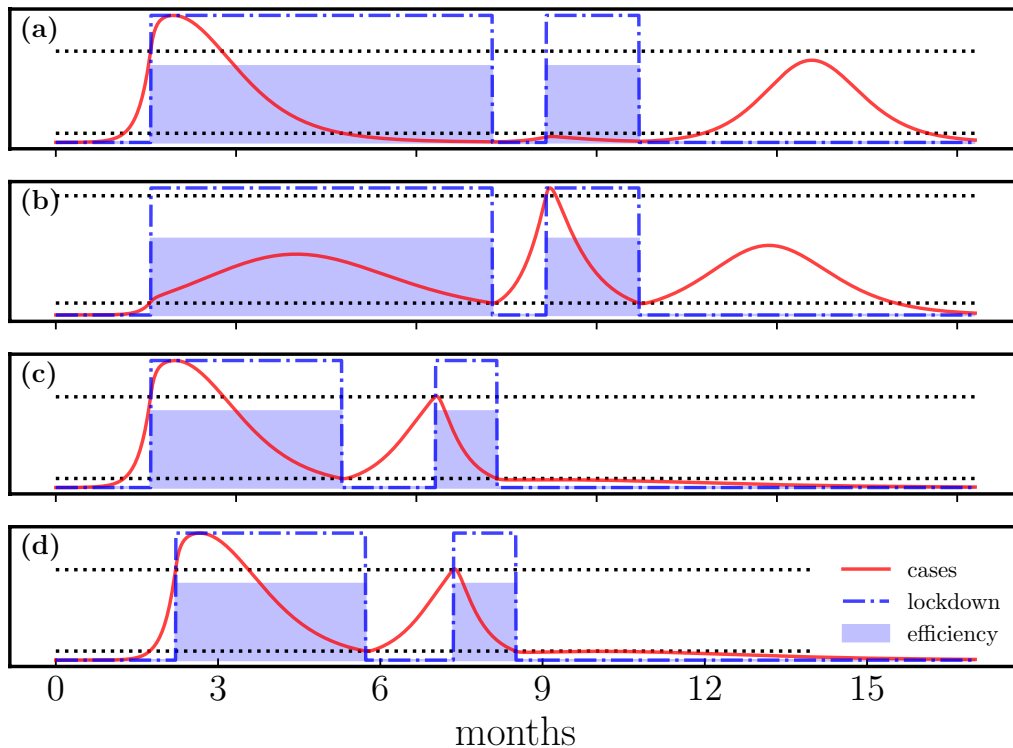 (a)
(b)
(c)
(d)
cases
lockdown
efficiency
0 3 6 9 12 15
months